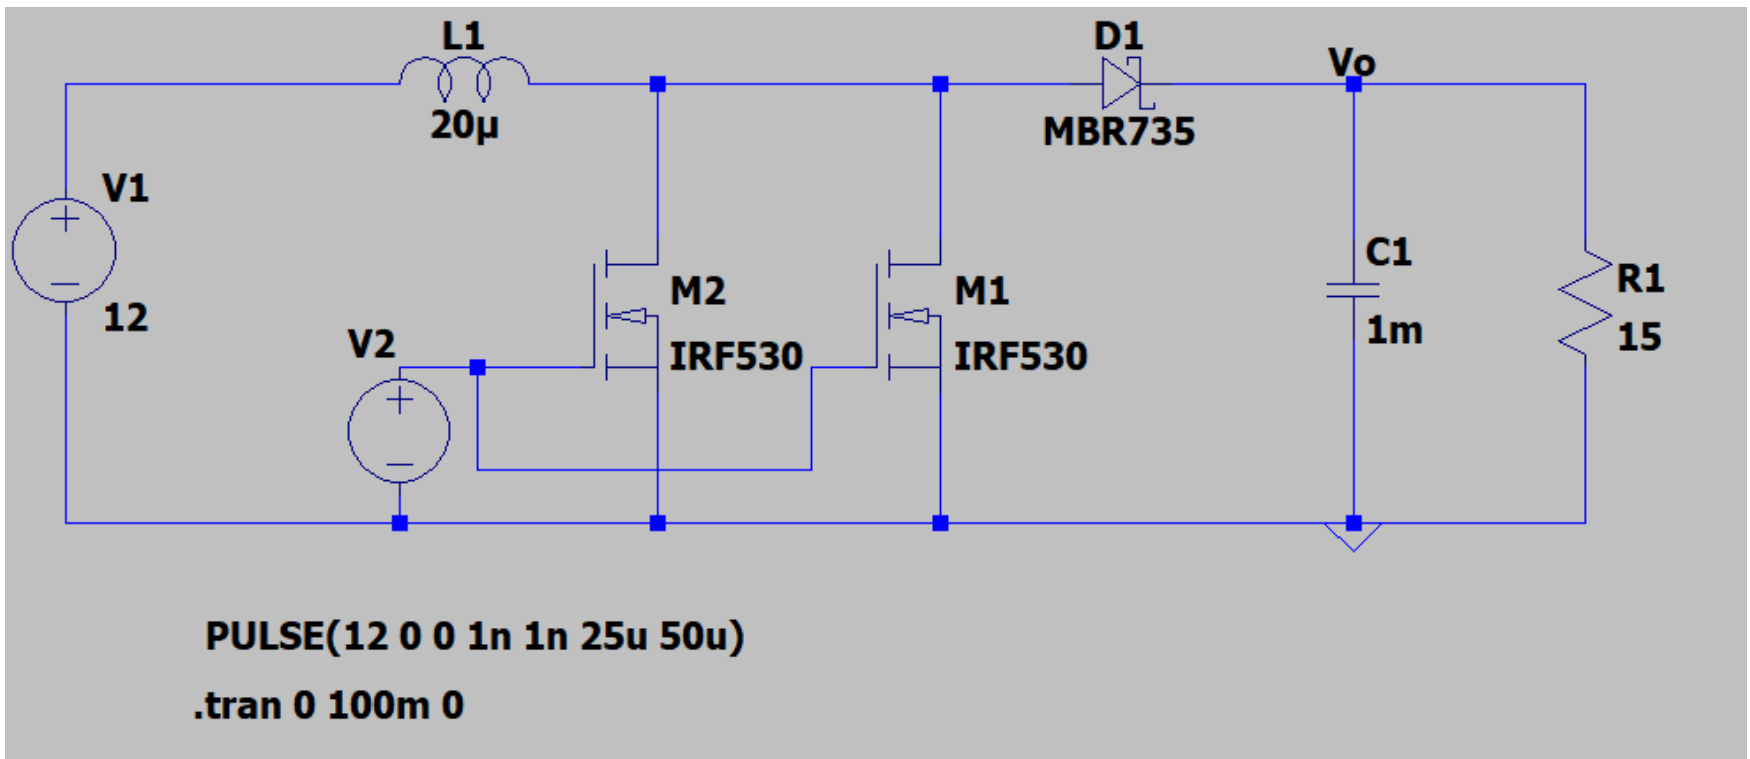 L1
20µ
D1
MBR735
Vo
V1
12
V2
M2
IRF530
M1
IRF530
C1
1m
R1
15
PULSE(12 0 0 1n 1n 25u 50u)
.tran 0 100m 0